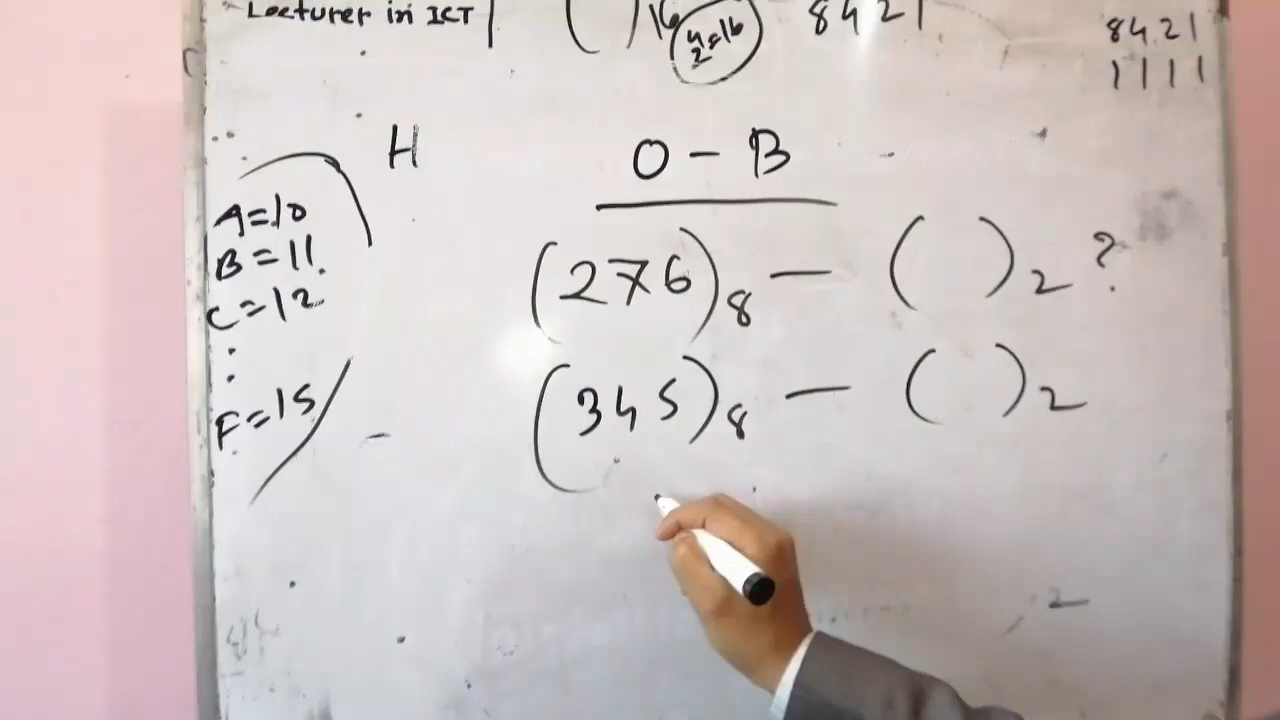 Lecturer in ICT
( )16 2⁴=16 8421
8421
1111
H
O - B
A=10
B=11
C=12
:
F=15
(276)8 — ( )2 ?
(345)8 — ( )2
2